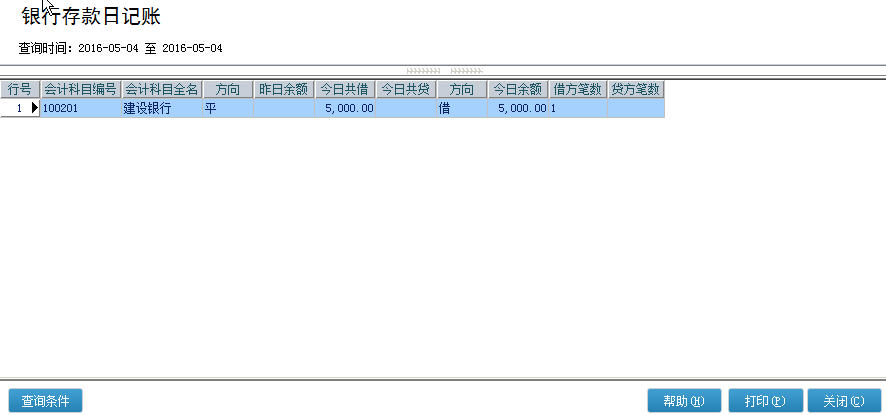 银行存款日记账
查询时间: 2016-05-04 至 2016-05-04
行号 会计科目编号 会计科目全名 方向 昨日余额 今日共借 今日共贷 方向 今日余额 借方笔数 贷方笔数
1 100201 建设银行 平 5,000.00 借 5,000.00 1
查询条件 帮助(H) 打印(P) 关闭(C)